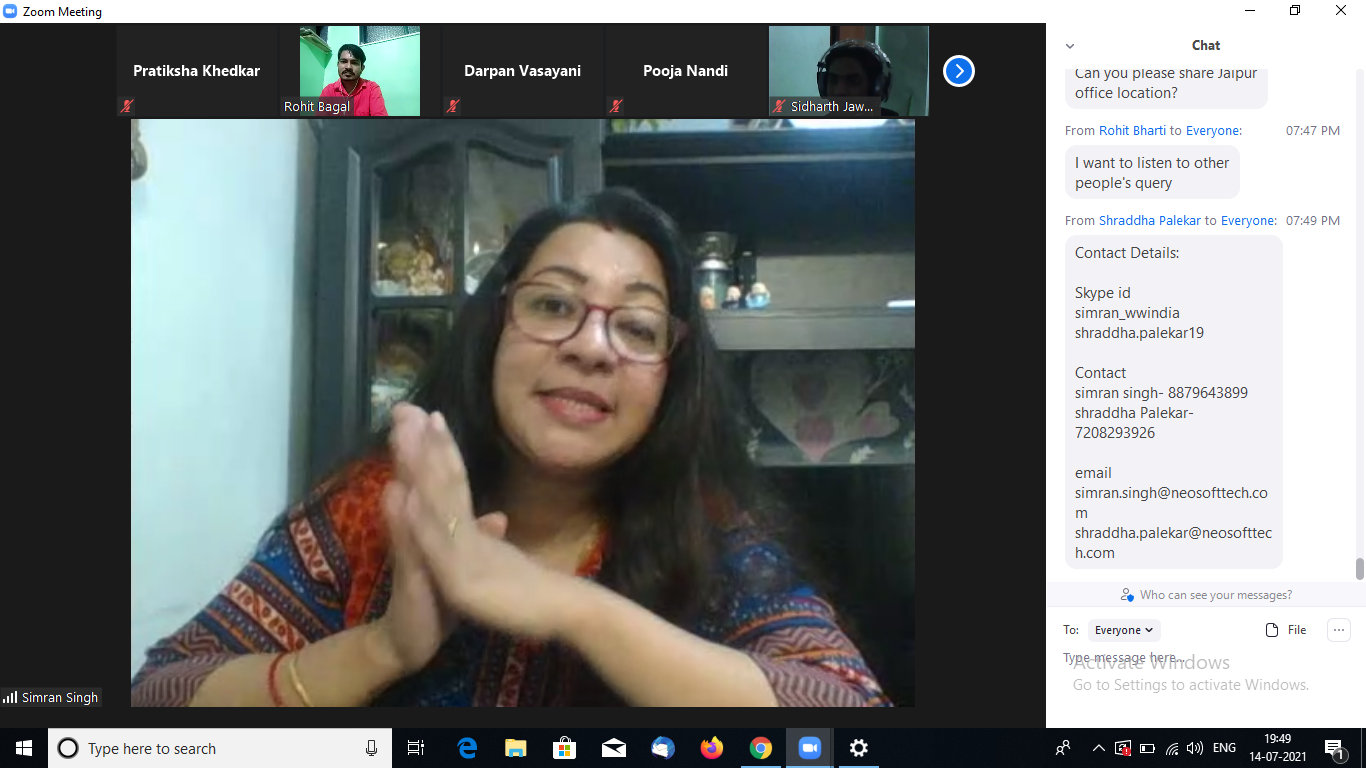 Zoom Meeting
Pratiksha Khedkar
Rohit Bagal
Darpan Vasayani
Pooja Nandi
Sidharth Jaw...
Simran Singh
Chat
Can you please share Jaipur
office location?
From Rohit Bharti to Everyone: 07:47 PM
I want to listen to other
people's query
From Shraddha Palekar to Everyone: 07:49 PM
Contact Details:
Skype id
simran_wwindia
shraddha.palekar19
Contact
simran singh- 8879643899
shraddha Palekar-
7208293926
email
simran.singh@neosofttech.co
m
shraddha.palekar@neosofttec
h.com
Who can see your messages?
To: Everyone File ...
Type message here...
Activate Windows
Go to Settings to activate Windows.
Type here to search
ENG
19:49
14-07-2021
1